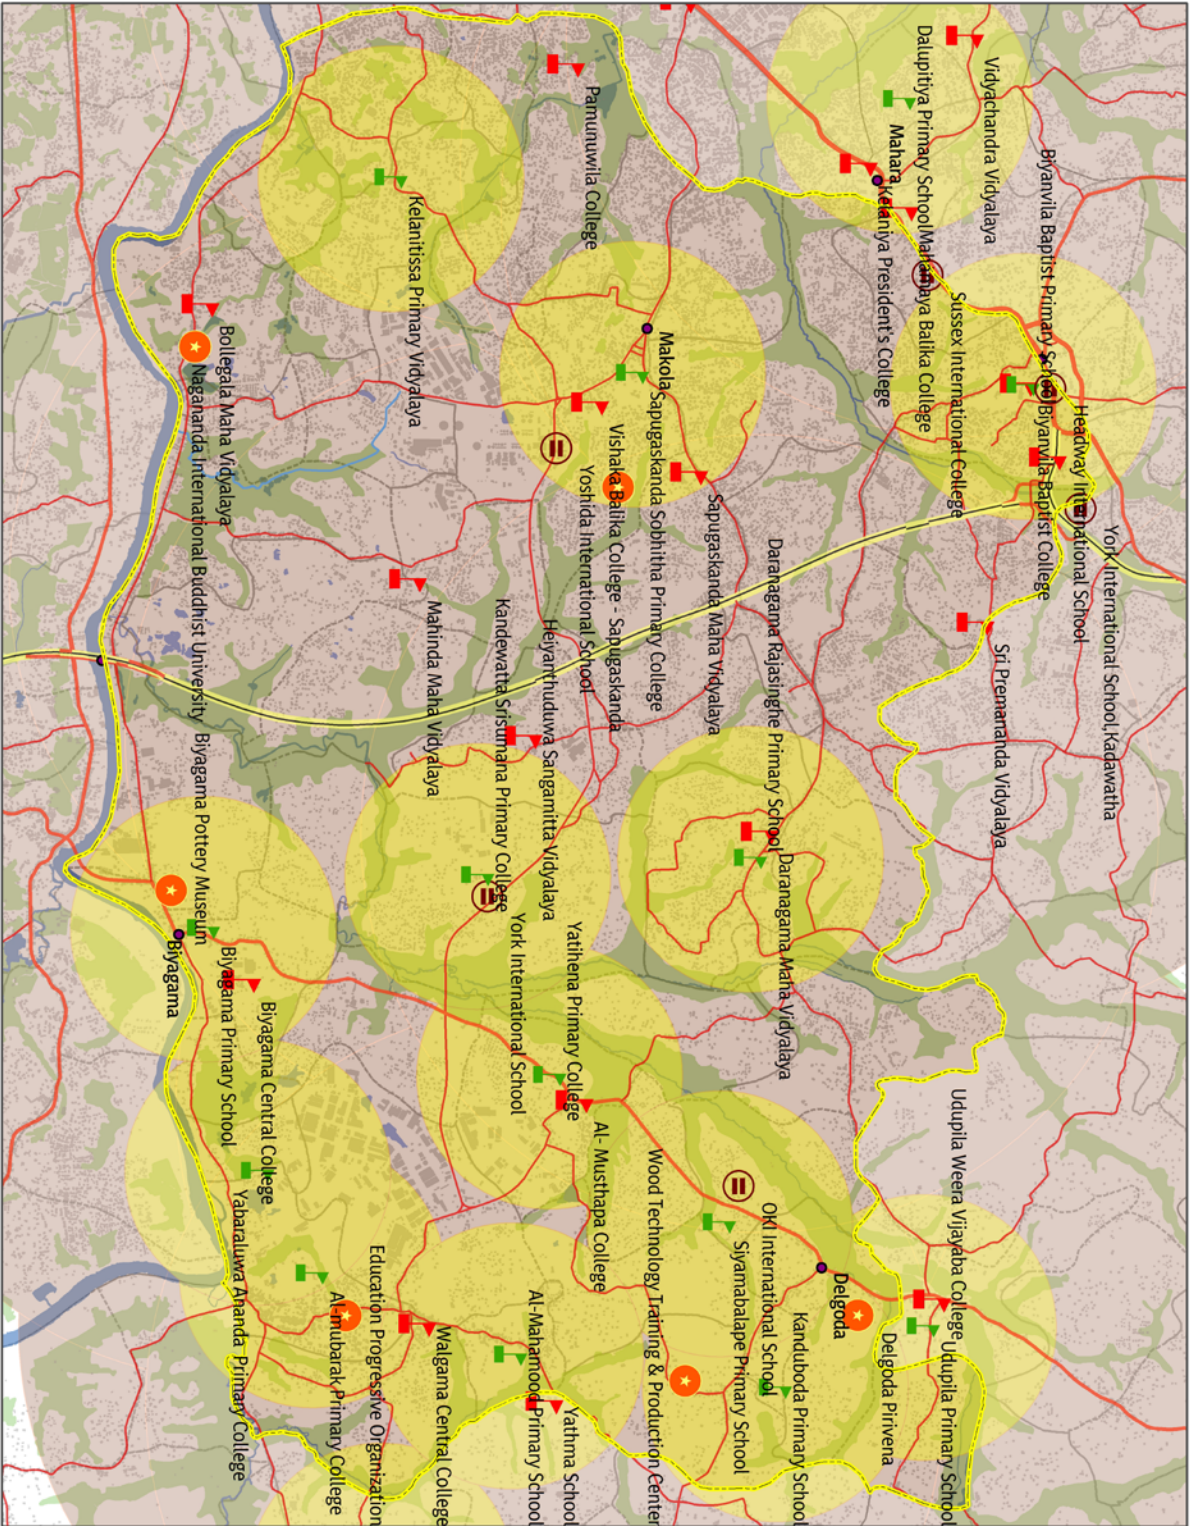 York International School,Kadawatha
Headway International School
Biyanvila Baptist Primary School
Biyanvila Baptist College
Sri Premananda Vidyalaya
Vidyachandra Vidyalaya
Sussex International College
Udupila Weera Vijayaba College
Udupila Primary School
Dalupitiya Primary School
Mahamaya Balika College
Mahara
Kelaniya President's College
Delgoda Pirivena
Delgoda
Kanduboda Primary School
Daranagama Rajasinghe Primary School
Daranagama Maha Vidyalaya
OKI International School
Siyamabalape Primary School
Sapugaskanda Maha Vidyalaya
Makola
Sapugaskanda Sobhitha Primary College
Wood Technology Training & Production Center
Vishaka Balika College - Sapugaskanda
Pamunuwila College
Yoshida International School
Al- Musthapa College
Yatihena Primary College
Yathma School
Heiyanthuduwa Sangamitta Vidyalaya
Al-Mahamood Primary School
York International School
Kandewatta Srisumana Primary College
Walgama Central College
Mahinda Maha Vidyalaya
Kelanitissa Primary Vidyalaya
Education Progressive Organization
Al-mubarak Primary College
Biyagama Central College
Yabaraluwa Ananda Primary College
Bollegala Maha Vidyalaya
Biyagama Primary School
Nagananda International Buddhist University
Biyagama Pottery Museum
Biyagama